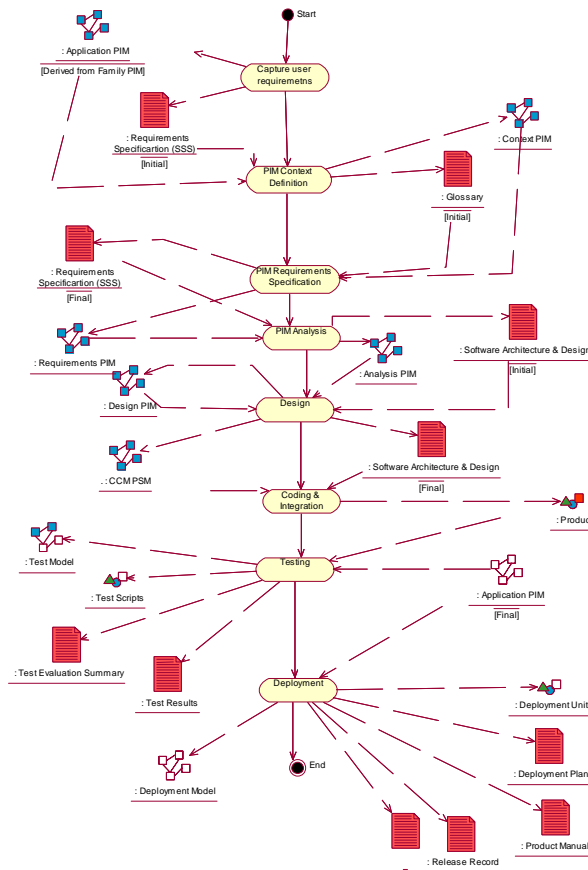 Start
: Application PIM
[Derived from Family PIM]
Capture user
requiremetns
: Requirements
Specificartion (SSS)
[Initial]
: Context PIM
PIM Context
Definition
: Glossary
[Initial]
: Requirements
Specificartion (SSS)
[Final]
PIM Requirements
Specification
PIM Analysis
: Requirements PIM
: Analysis PIM
: Software Architecture & Design
[Initial]
: Design PIM
Design
: Software Architecture & Design
[Final]
.: CCM PSM
Coding &
Integration
: Product
: Test Model
Testing
: Test Scripts
: Application PIM
[Final]
: Test Evaluation Summary
: Test Results
Deployment
: Deployment Unit
End
: Deployment Plan
: Deployment Model
: Product Manual
: Release Record